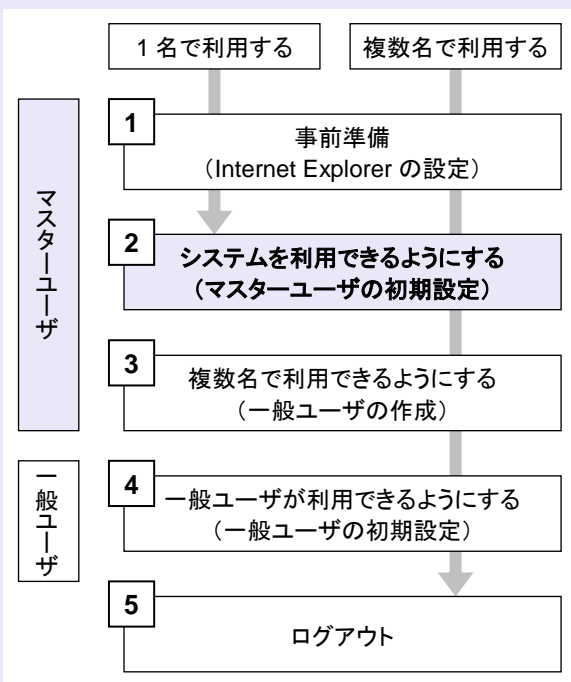 1 名で利用する
複数名で利用する
マスターユーザ
1
事前準備
（Internet Explorer の設定）
2
システムを利用できるようにする
（マスターユーザの初期設定）
3
複数名で利用できるようにする
（一般ユーザの作成）
一般ユーザ
4
一般ユーザが利用できるようにする
（一般ユーザの初期設定）
5
ログアウト